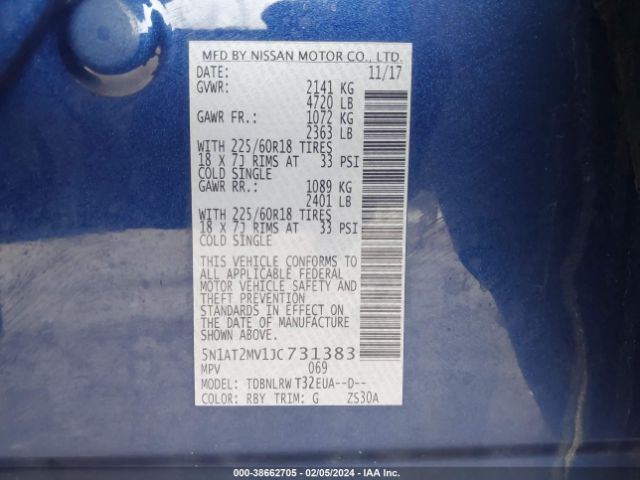 MFD BY NISSAN MOTOR CO., LTD.
DATE: 11/17
GVWR: 2141 KG
4720 LB
GAWR FR.: 1072 KG
2363 LB
WITH 225/60R18 TIRES
18 X 7J RIMS AT 33 PSI
COLD SINGLE
GAWR RR.: 1089 KG
2401 LB
WITH 225/60R18 TIRES
18 X 7J RIMS AT 33 PSI
COLD SINGLE
THIS VEHICLE CONFORMS TO
ALL APPLICABLE FEDERAL
MOTOR VEHICLE SAFETY AND
THEFT PREVENTION
STANDARDS IN EFFECT ON
THE DATE OF MANUFACTURE
SHOWN ABOVE.
5N1AT2MV1JC731383
MPV 069
MODEL: TDBNLRW T32EUA--D--
COLOR: RBY TRIM: G ZS30A
000-38662705 - 02/05/2024 - IAA Inc.